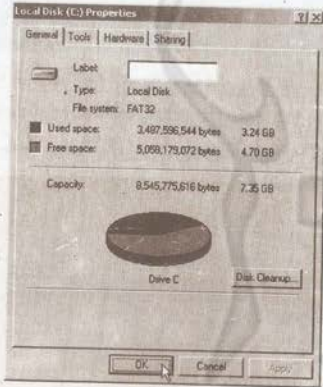 Local Disk (C:) Properties
General Tools Hardware Sharing
Label:
Type: Local Disk
File system: FAT32
Used space: 3,487,596,544 bytes 3.24 GB
Free space: 5,058,179,072 bytes 4.70 GB
Capacity: 8,545,775,616 bytes 7.95 GB
Drive C
Disk Cleanup...
OK Cancel Apply